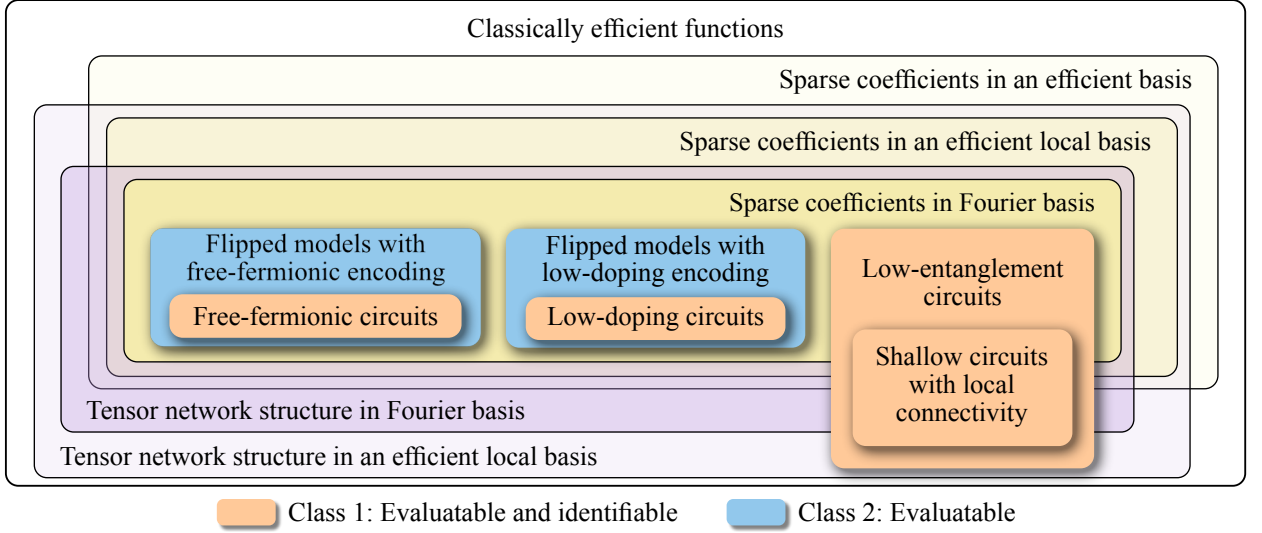 Classically efficient functions
Sparse coefficients in an efficient basis
Sparse coefficients in an efficient local basis
Sparse coefficients in Fourier basis
Flipped models with
free-fermionic encoding
Free-fermionic circuits
Flipped models with
low-doping encoding
Low-doping circuits
Low-entanglement
circuits
Shallow circuits
with local
connectivity
Tensor network structure in Fourier basis
Tensor network structure in an efficient local basis
Class 1: Evaluatable and identifiable
Class 2: Evaluatable